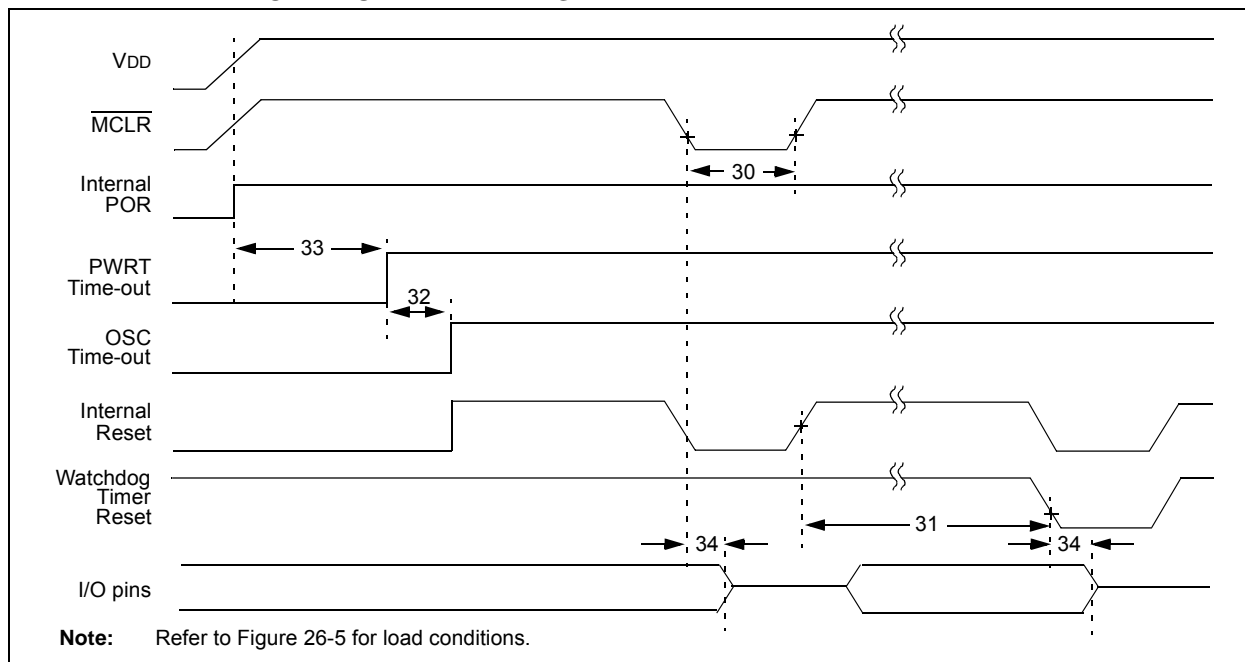 VDD
MCLR
30
Internal
POR
33
PWRT
Time-out
32
OSC
Time-out
Internal
Reset
Watchdog
Timer
Reset
31
34
34
I/O pins
Note: Refer to Figure 26-5 for load conditions.